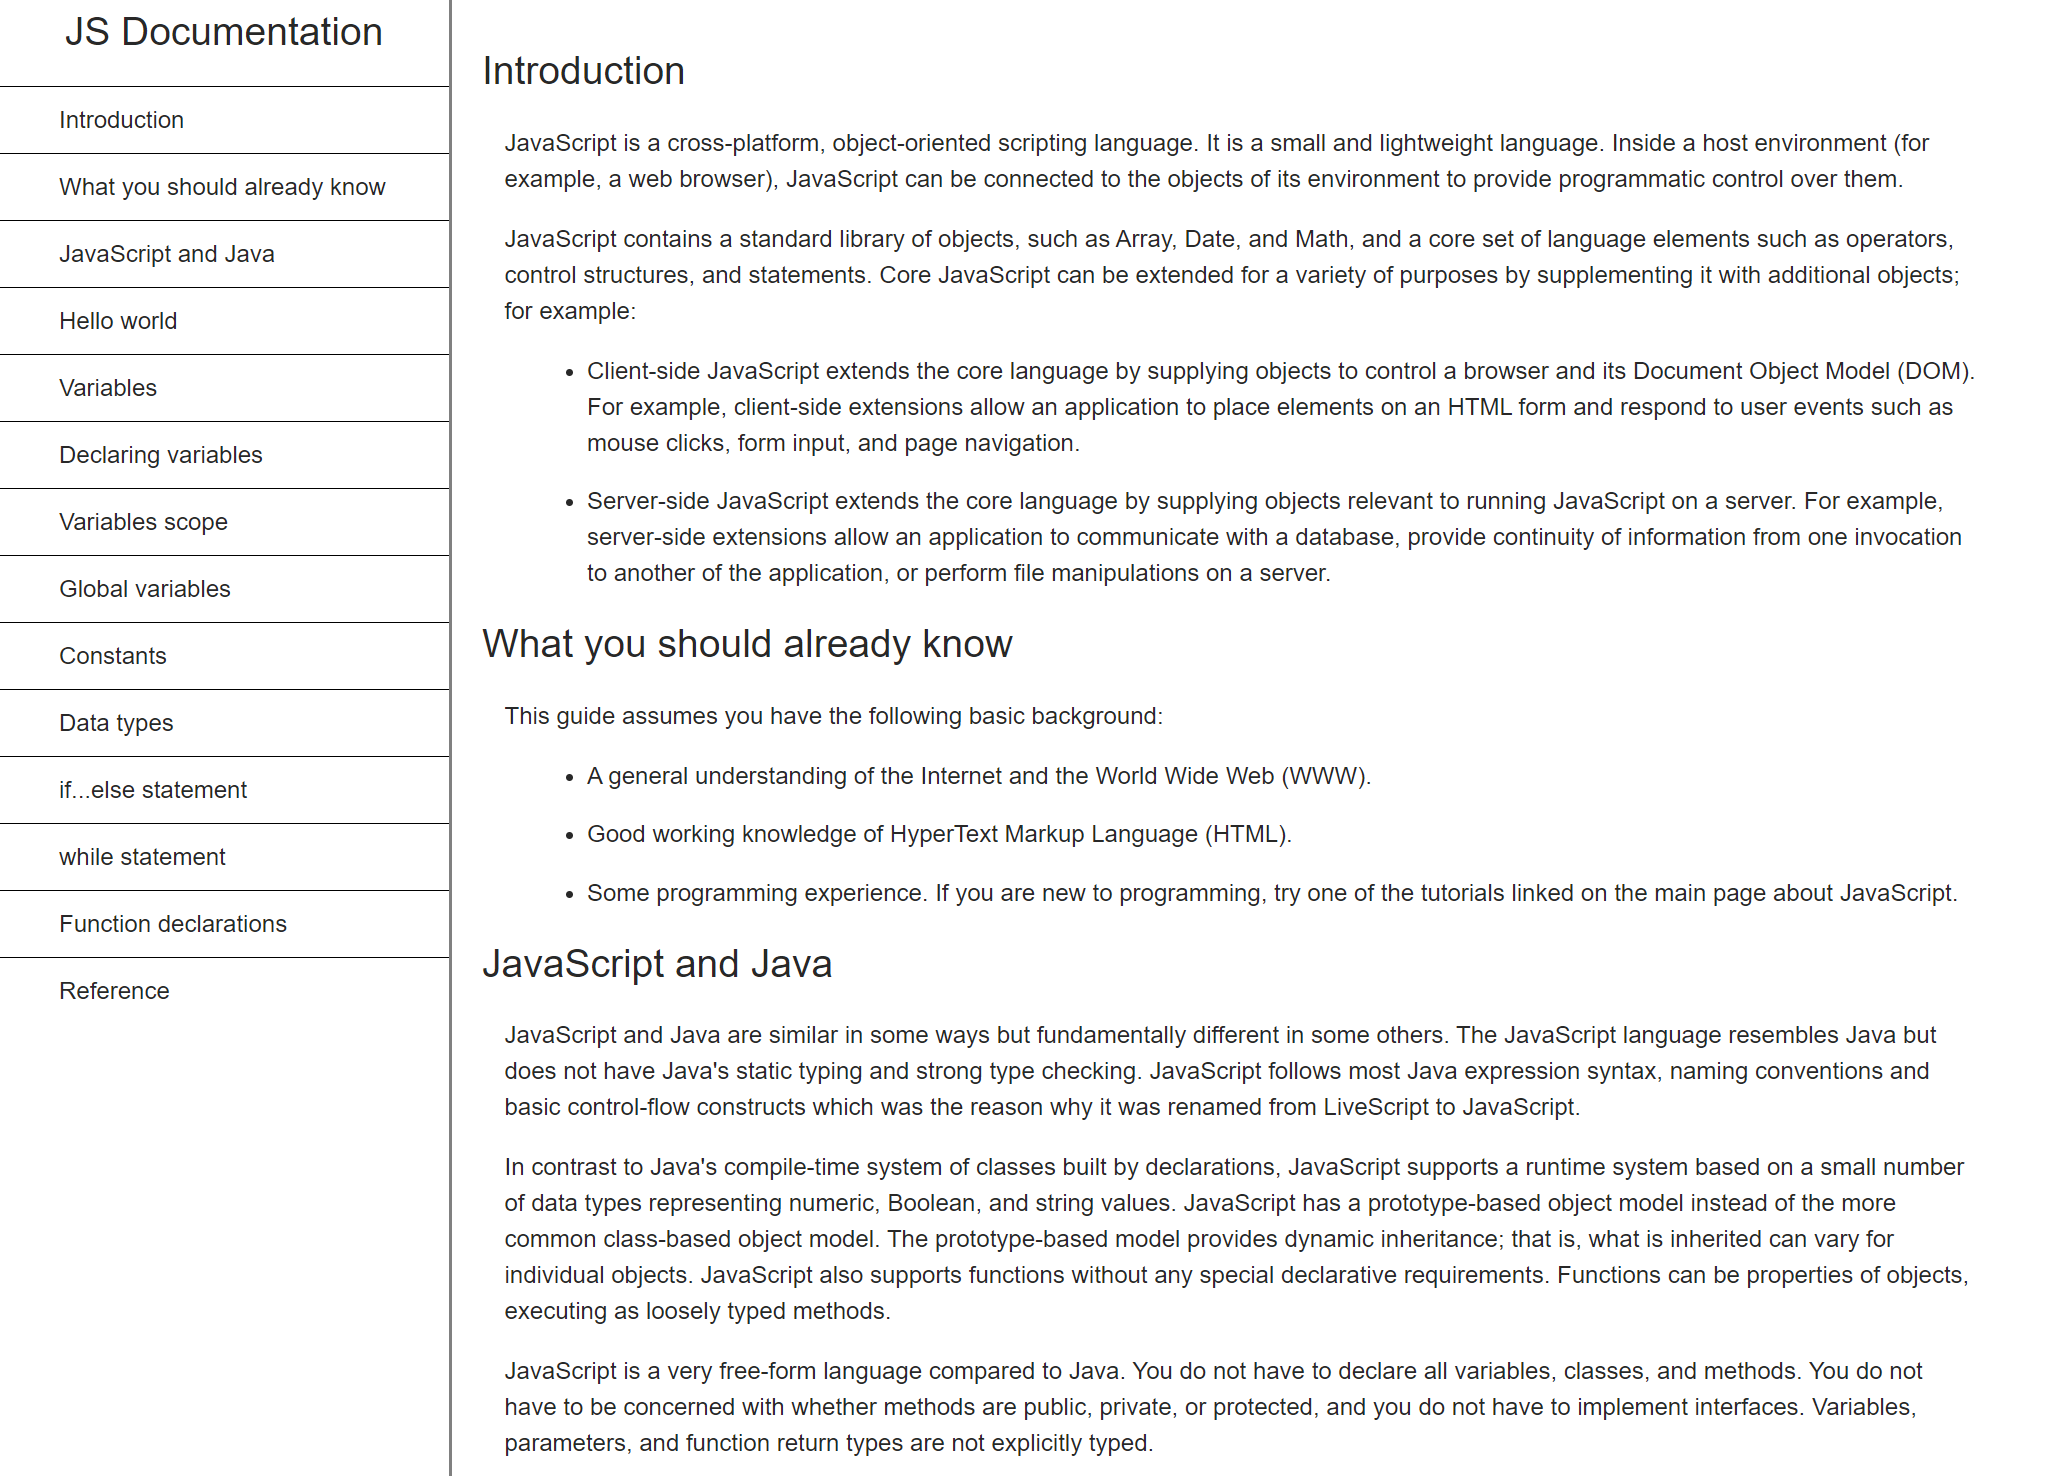 JS Documentation
Introduction
What you should already know
JavaScript and Java
Hello world
Variables
Declaring variables
Variables scope
Global variables
Constants
Data types
if...else statement
while statement
Function declarations
Reference
Introduction
JavaScript is a cross-platform, object-oriented scripting language. It is a small and lightweight language. Inside a host environment (for
example, a web browser), JavaScript can be connected to the objects of its environment to provide programmatic control over them.
JavaScript contains a standard library of objects, such as Array, Date, and Math, and a core set of language elements such as operators,
control structures, and statements. Core JavaScript can be extended for a variety of purposes by supplementing it with additional objects;
for example:
• Client-side JavaScript extends the core language by supplying objects to control a browser and its Document Object Model (DOM).
For example, client-side extensions allow an application to place elements on an HTML form and respond to user events such as
mouse clicks, form input, and page navigation.
• Server-side JavaScript extends the core language by supplying objects relevant to running JavaScript on a server. For example,
server-side extensions allow an application to communicate with a database, provide continuity of information from one invocation
to another of the application, or perform file manipulations on a server.
What you should already know
This guide assumes you have the following basic background:
• A general understanding of the Internet and the World Wide Web (WWW).
• Good working knowledge of HyperText Markup Language (HTML).
• Some programming experience. If you are new to programming, try one of the tutorials linked on the main page about JavaScript.
JavaScript and Java
JavaScript and Java are similar in some ways but fundamentally different in some others. The JavaScript language resembles Java but
does not have Java's static typing and strong type checking. JavaScript follows most Java expression syntax, naming conventions and
basic control-flow constructs which was the reason why it was renamed from LiveScript to JavaScript.
In contrast to Java's compile-time system of classes built by declarations, JavaScript supports a runtime system based on a small number
of data types representing numeric, Boolean, and string values. JavaScript has a prototype-based object model instead of the more
common class-based object model. The prototype-based model provides dynamic inheritance; that is, what is inherited can vary for
individual objects. JavaScript also supports functions without any special declarative requirements. Functions can be properties of objects,
executing as loosely typed methods.
JavaScript is a very free-form language compared to Java. You do not have to declare all variables, classes, and methods. You do not
have to be concerned with whether methods are public, private, or protected, and you do not have to implement interfaces. Variables,
parameters, and function return types are not explicitly typed.